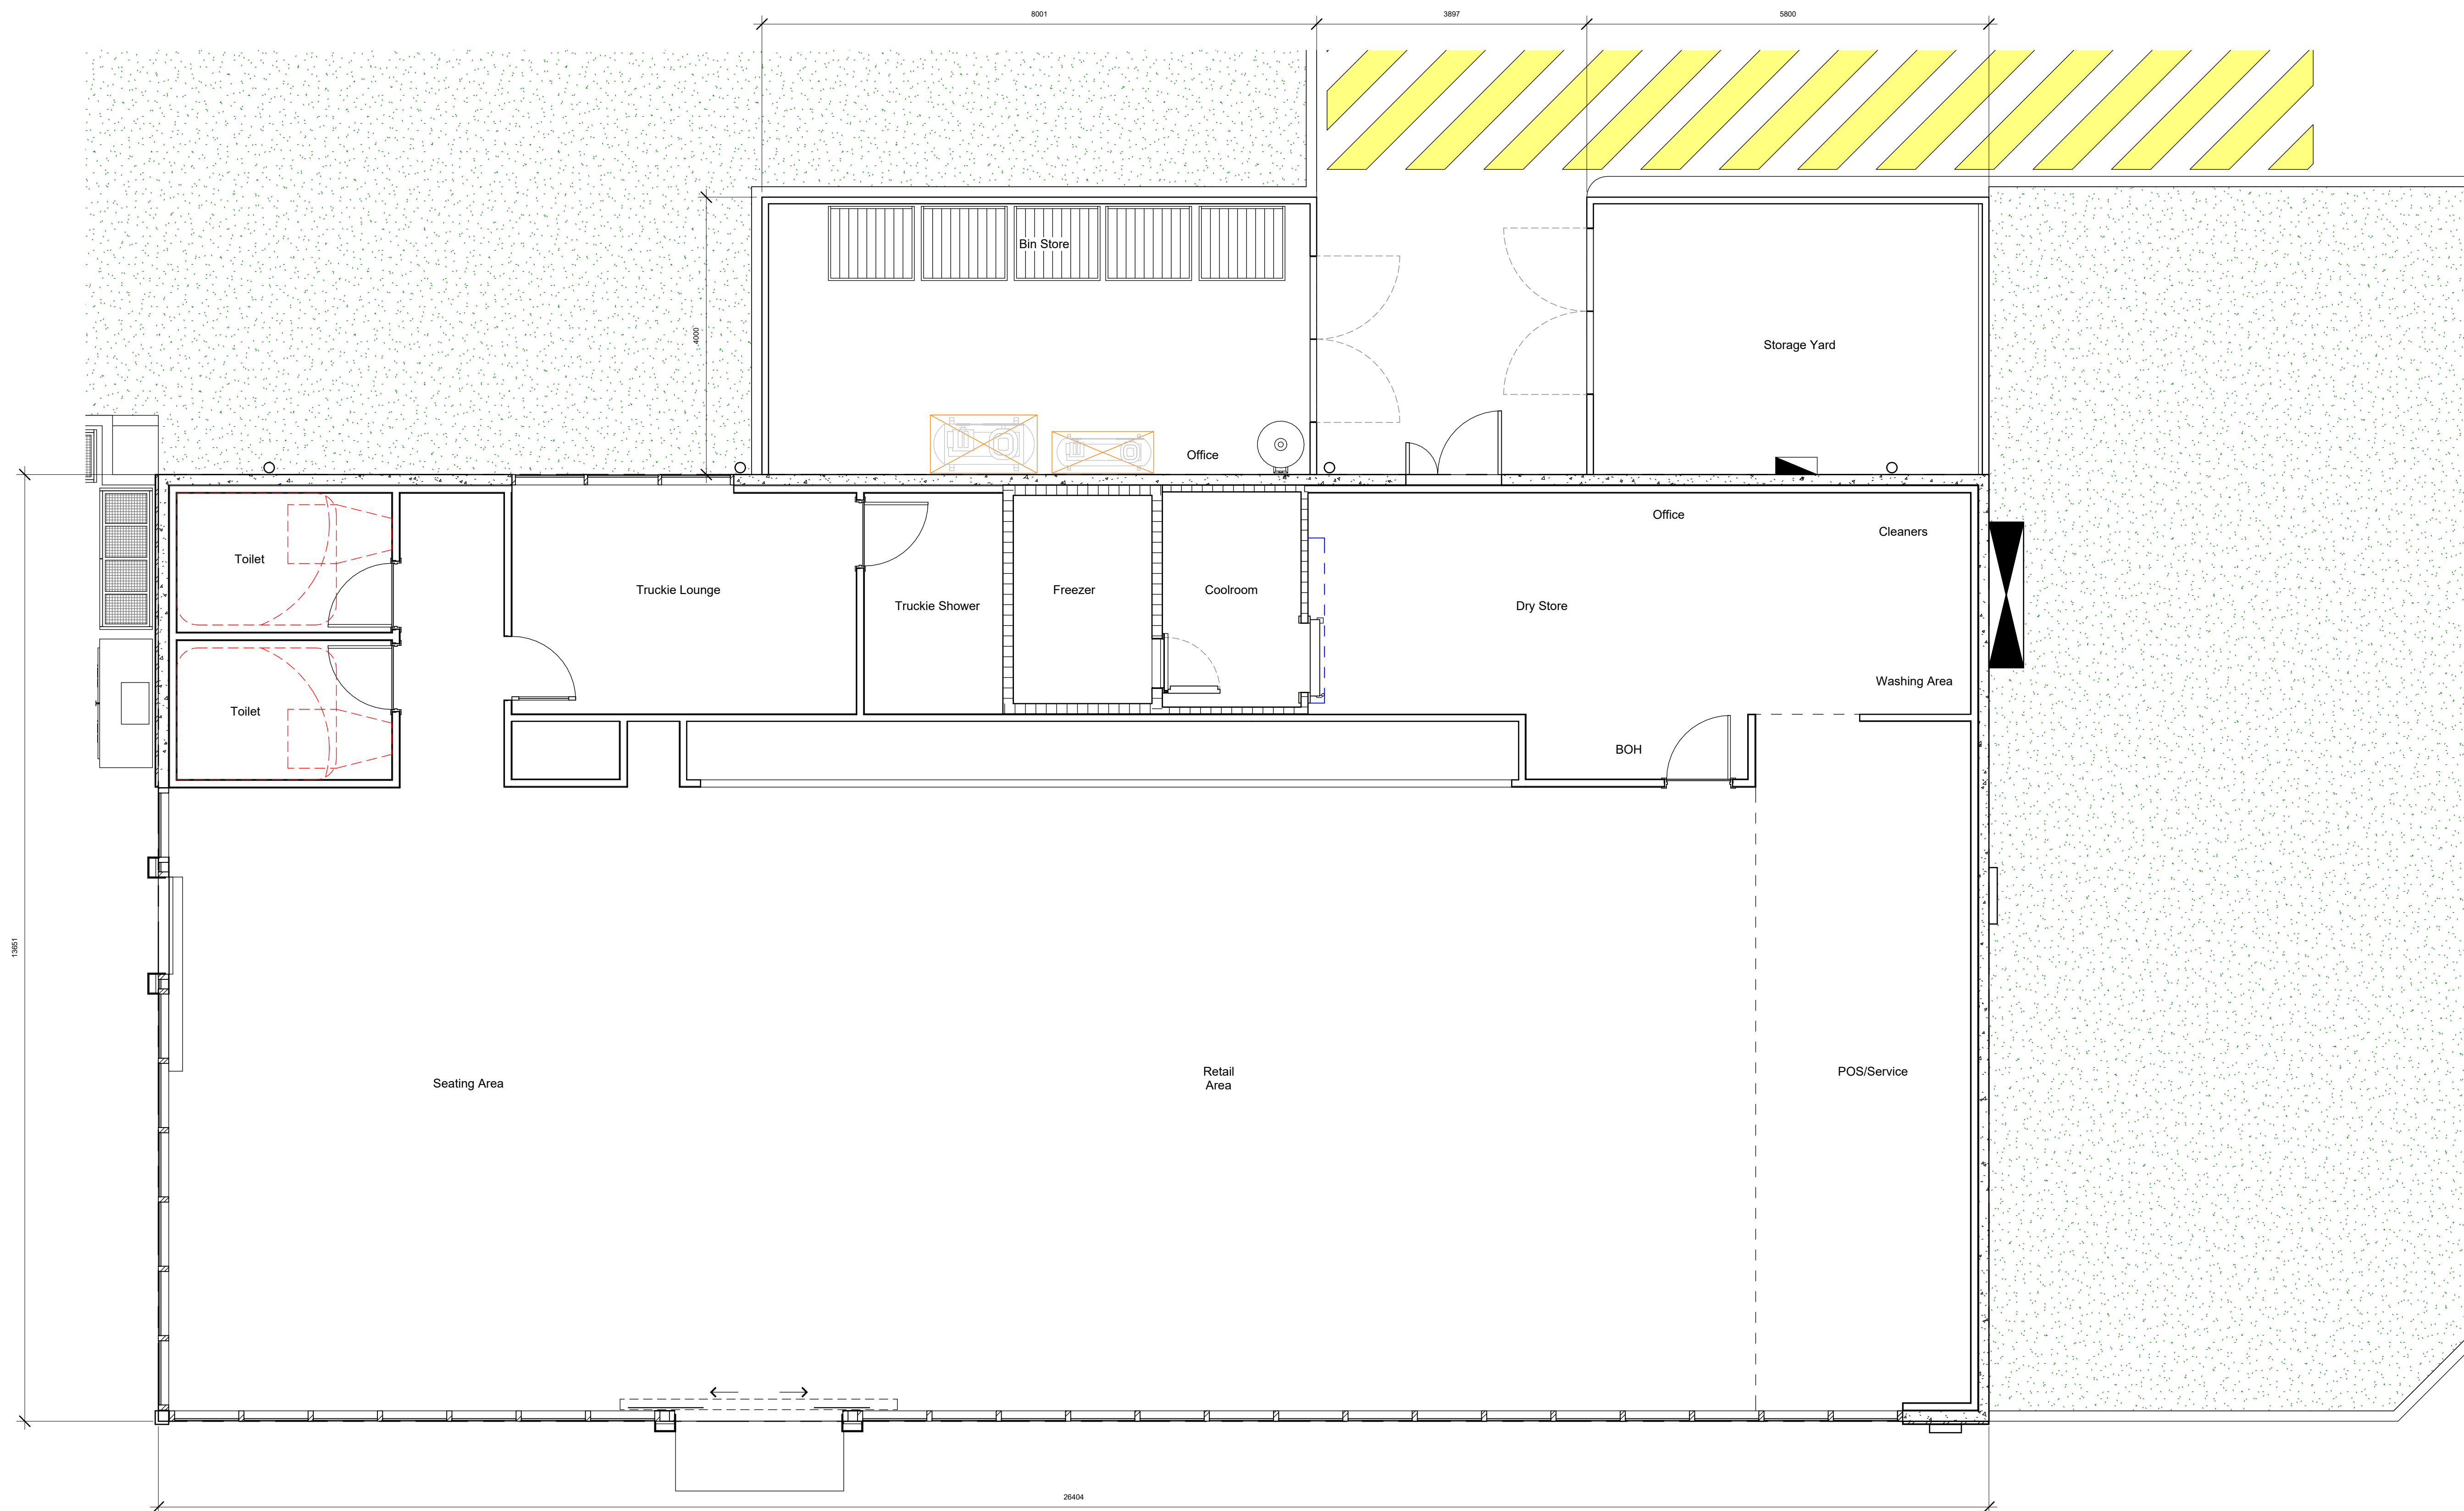 8001
3897
5800
Bin Store
4000
Storage Yard
Office
Office
Cleaners
Toilet
Truckie Lounge
Truckie Shower
Freezer
Coolroom
Dry Store
Washing Area
Toilet
BOH
13651
Seating Area
Retail
Area
POS/Service
26404